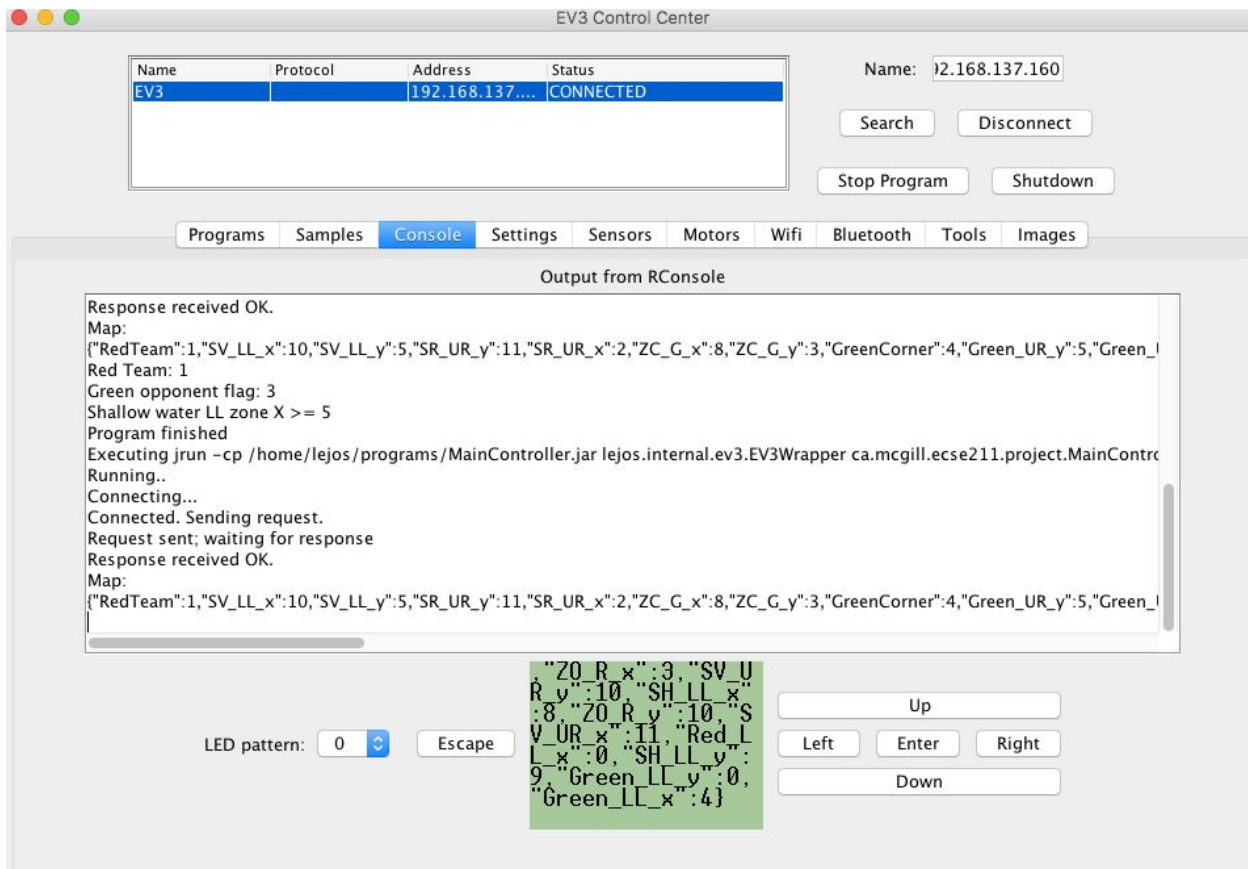 EV3 Control Center
Name Protocol Address Status
EV3 192.168.137.... CONNECTED
Name: 92.168.137.160
Search Disconnect
Stop Program Shutdown
Programs Samples Console Settings Sensors Motors Wifi Bluetooth Tools Images
Output from RConsole
Response received OK.
Map:
{"RedTeam":1,"SV_LL_x":10,"SV_LL_y":5,"SR_UR_y":11,"SR_UR_x":2,"ZC_G_x":8,"ZC_G_y":3,"GreenCorner":4,"Green_UR_y":5,"Green_
Red Team: 1
Green opponent flag: 3
Shallow water LL zone X >= 5
Program finished
Executing jrun -cp /home/lejos/programs/MainController.jar lejos.internal.ev3.EV3Wrapper ca.mcgill.ecse211.project.MainContro
Running..
Connecting...
Connected. Sending request.
Request sent; waiting for response
Response received OK.
Map:
{"RedTeam":1,"SV_LL_x":10,"SV_LL_y":5,"SR_UR_y":11,"SR_UR_x":2,"ZC_G_x":8,"ZC_G_y":3,"GreenCorner":4,"Green_UR_y":5,"Green_
LED pattern: 0 Escape
,"ZO_R_x":3,"SV_U
R_y":10,"SH_LL_x"
:8,"ZO_R_y":10,"S
V_UR_x":11,"Red_L
L_x":0,"SH_LL_y":
9,"Green_LL_y":0,
"Green_LL_x":4}
Up
Left Enter Right
Down